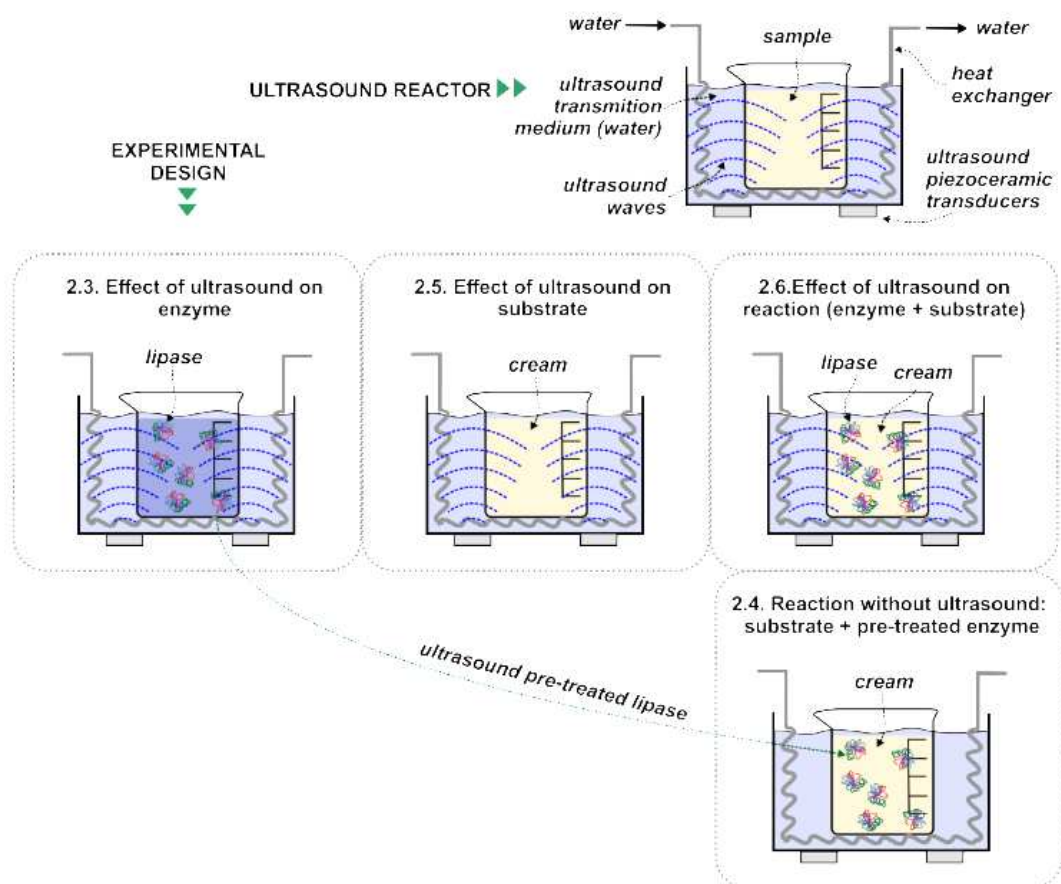 water
water
sample
ULTRASOUND REACTOR
ultrasound
transmition
medium (water)
heat
exchanger
EXPERIMENTAL
DESIGN
ultrasound
waves
ultrasound
piezoceramic
transducers
2.3. Effect of ultrasound on
enzyme
lipase
2.5. Effect of ultrasound on
substrate
cream
2.6.Effect of ultrasound on
reaction (enzyme + substrate)
lipase
cream
ultrasound pre-treated lipase
2.4. Reaction without ultrasound:
substrate + pre-treated enzyme
cream